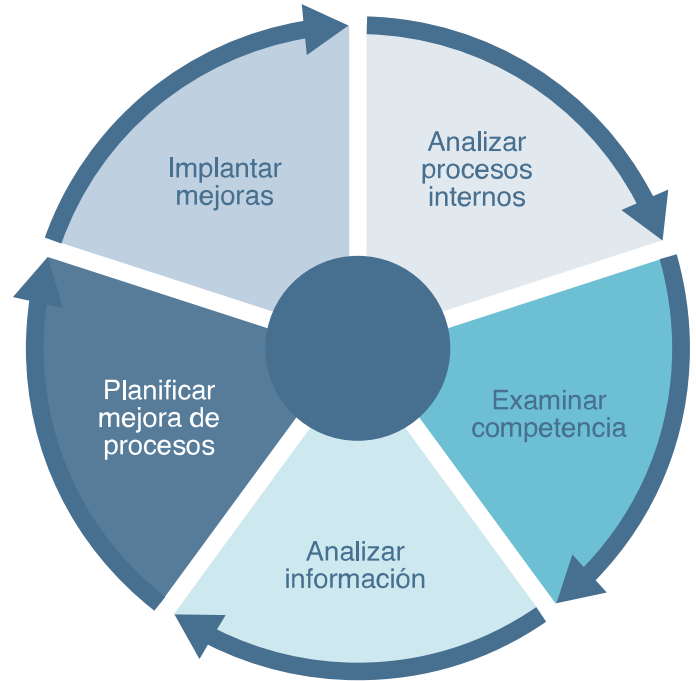 Analizar
procesos
internos
Examinar
competencia
Analizar
información
Planificar
mejora de
procesos
Implantar
mejoras